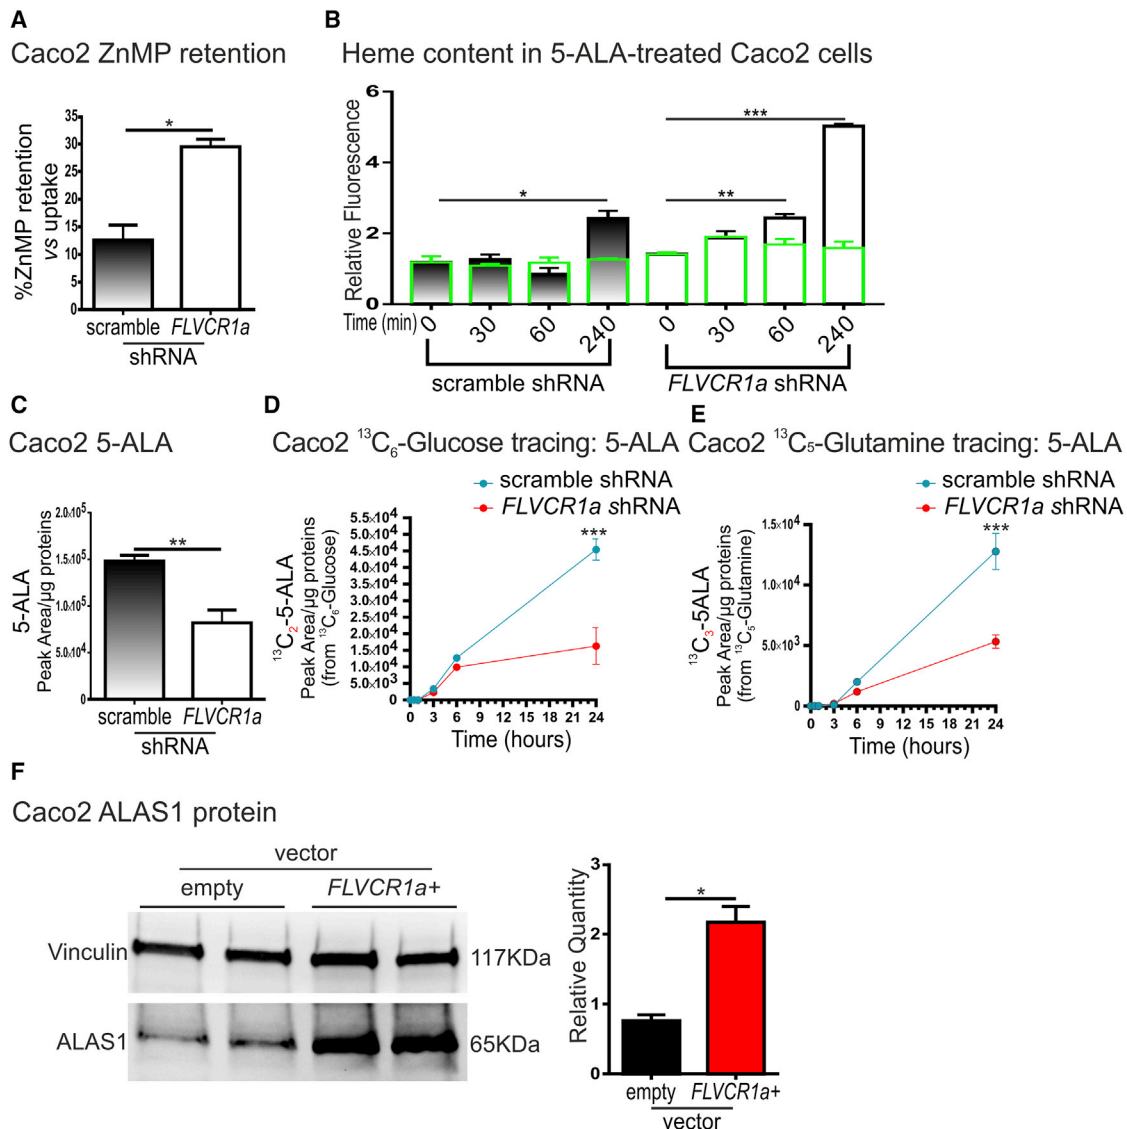 A
Caco2 ZnMP retention
%ZnMP retention
vs uptake
35
30
25
20
15
10
5
0
*
scramble FLVCR1a
shRNA
B
Heme content in 5-ALA-treated Caco2 cells
Relative Fluorescence
6
4
2
0
*
**
***
Time (min) 0 30 60 240 0 30 60 240
scramble shRNA FLVCR1a shRNA
C
Caco2 5-ALA
5-ALA
Peak Area/µg proteins
2.0x10⁵
1.5x10⁵
1.0x10⁵
5.0x10⁴
0
**
scramble FLVCR1a
shRNA
D
Caco2 ¹³C₆-Glucose tracing: 5-ALA
scramble shRNA
FLVCR1a shRNA
¹³C₂-5-ALA
Peak Area/µg proteins
(from ¹³C₆-Glucose)
5.5x10⁴
5.0x10⁴
4.5x10⁴
4.0x10⁴
3.5x10⁴
3.0x10⁴
2.5x10⁴
2.0x10⁴
1.5x10⁴
1.0x10⁴
5.0x10³
0
***
0 3 6 9 12 15 18 21 24
Time (hours)
E
Caco2 ¹³C₅-Glutamine tracing: 5-ALA
scramble shRNA
FLVCR1a shRNA
¹³C₃-5ALA
Peak Area/µg proteins
(from ¹³C₅-Glutamine)
1.5x10⁴
1.0x10⁴
5.0x10³
0
***
0 3 6 9 12 15 18 21 24
Time (hours)
F
Caco2 ALAS1 protein
vector
empty FLVCR1a+
Vinculin 117KDa
ALAS1 65KDa
Relative Quantity
3
2
1
0
*
empty FLVCR1a+
vector